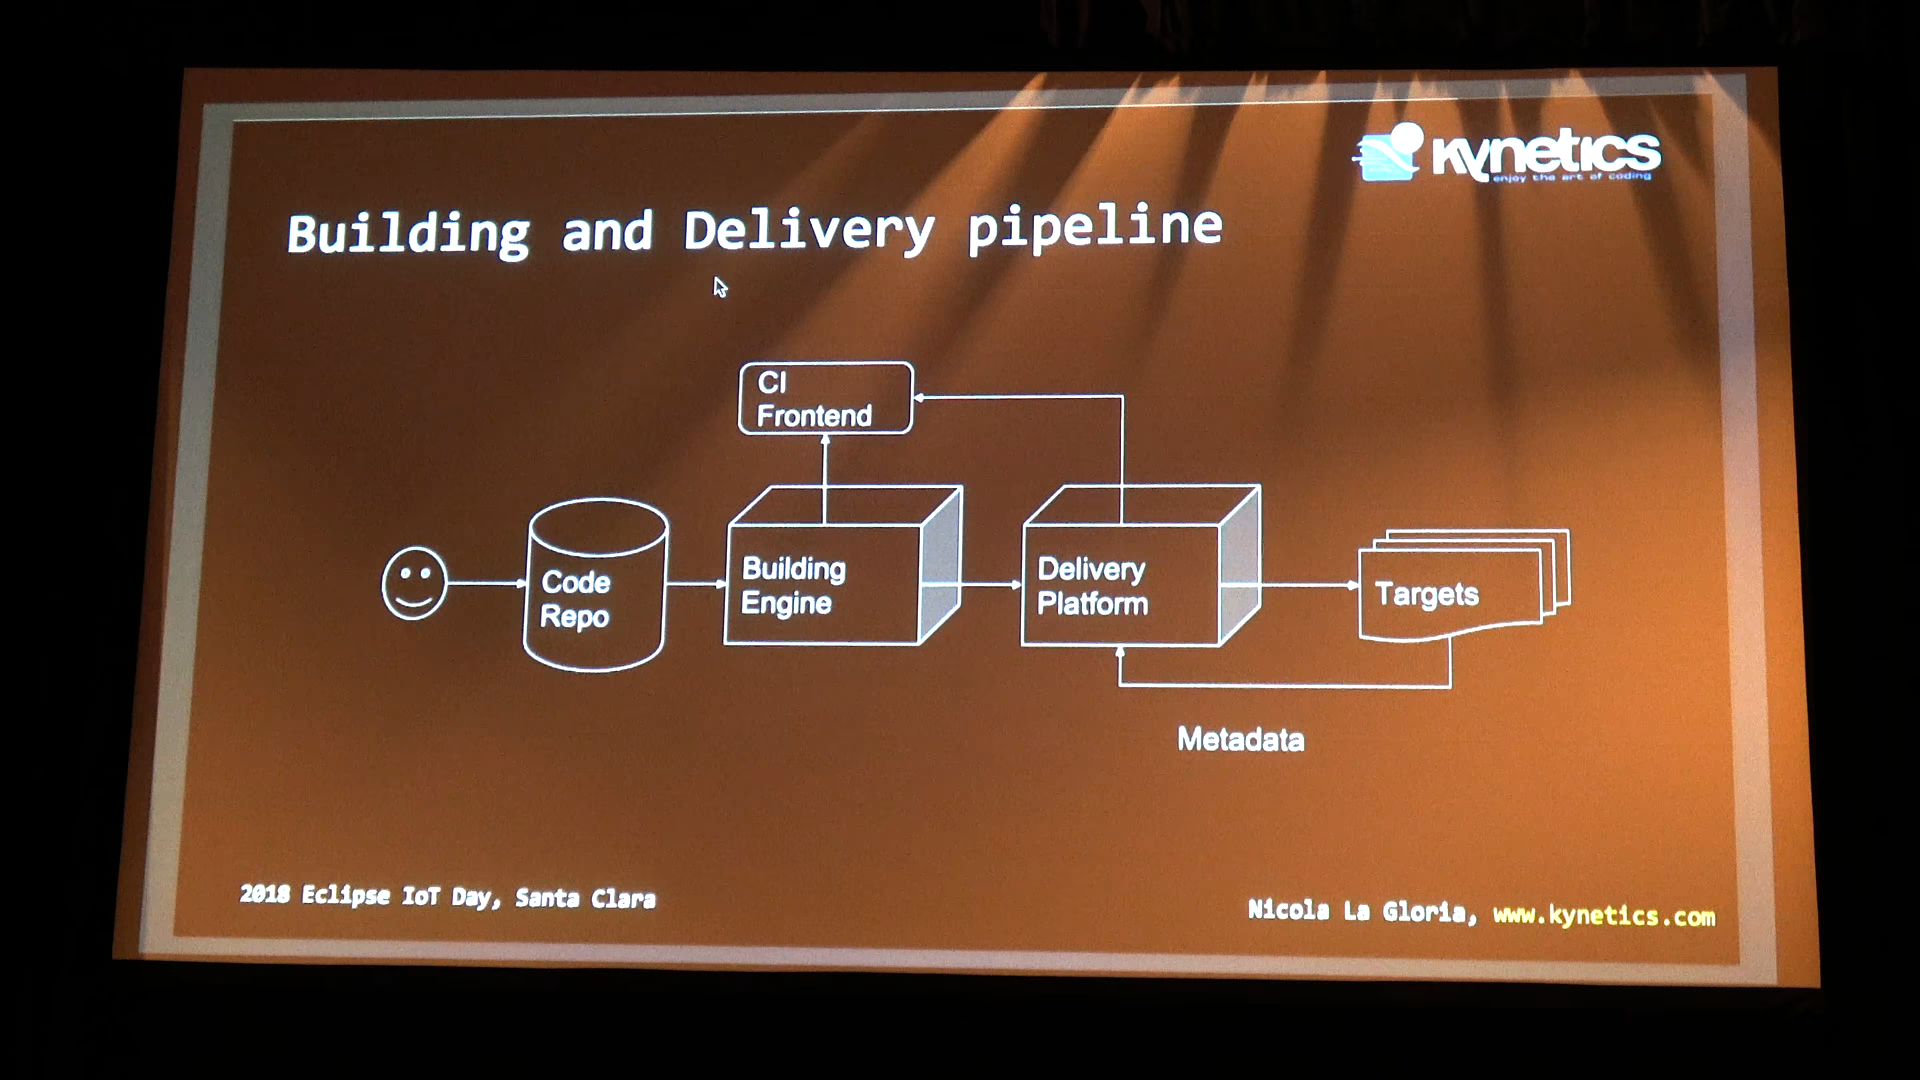 kynetics
enjoy the art of coding
Building and Delivery pipeline
CI
Frontend
Code
Repo
Building
Engine
Delivery
Platform
Targets
Metadata
2018 Eclipse IoT Day, Santa Clara
Nicola La Gloria, www.kynetics.com